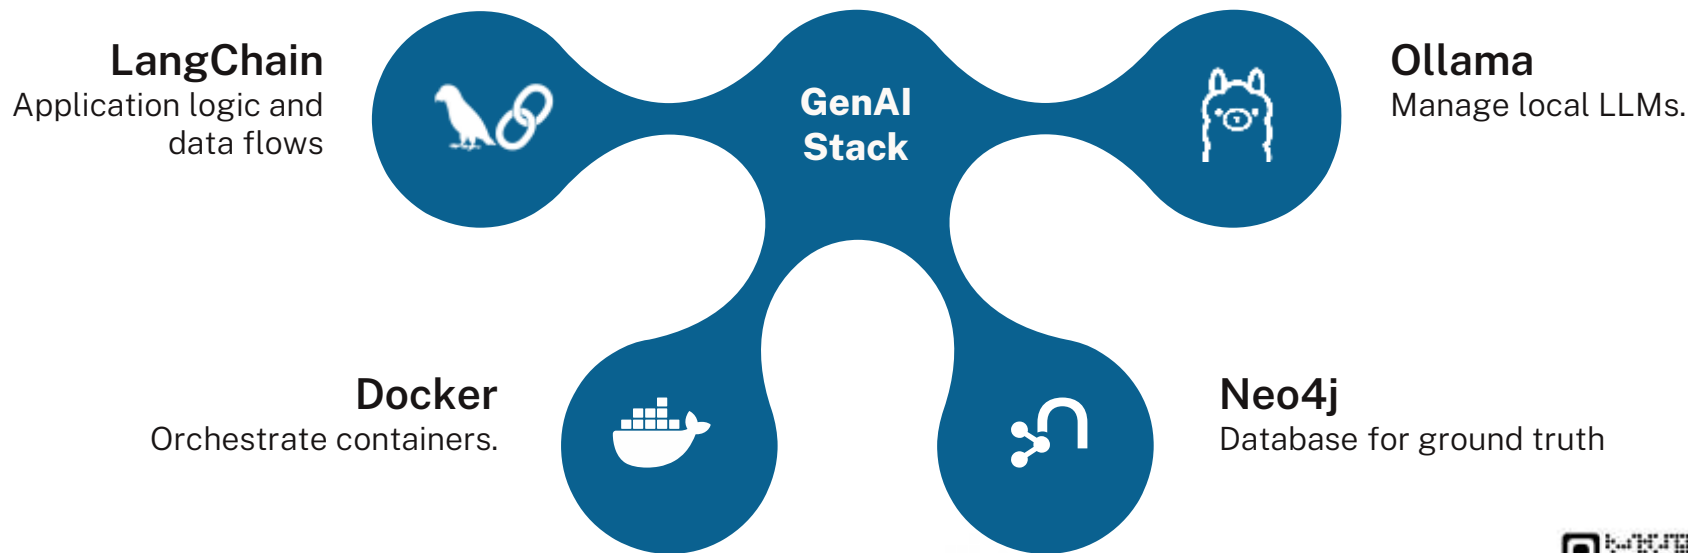 LangChain
Application logic and
data flows
GenAI
Stack
Ollama
Manage local LLMs.
Docker
Orchestrate containers.
Neo4j
Database for ground truth